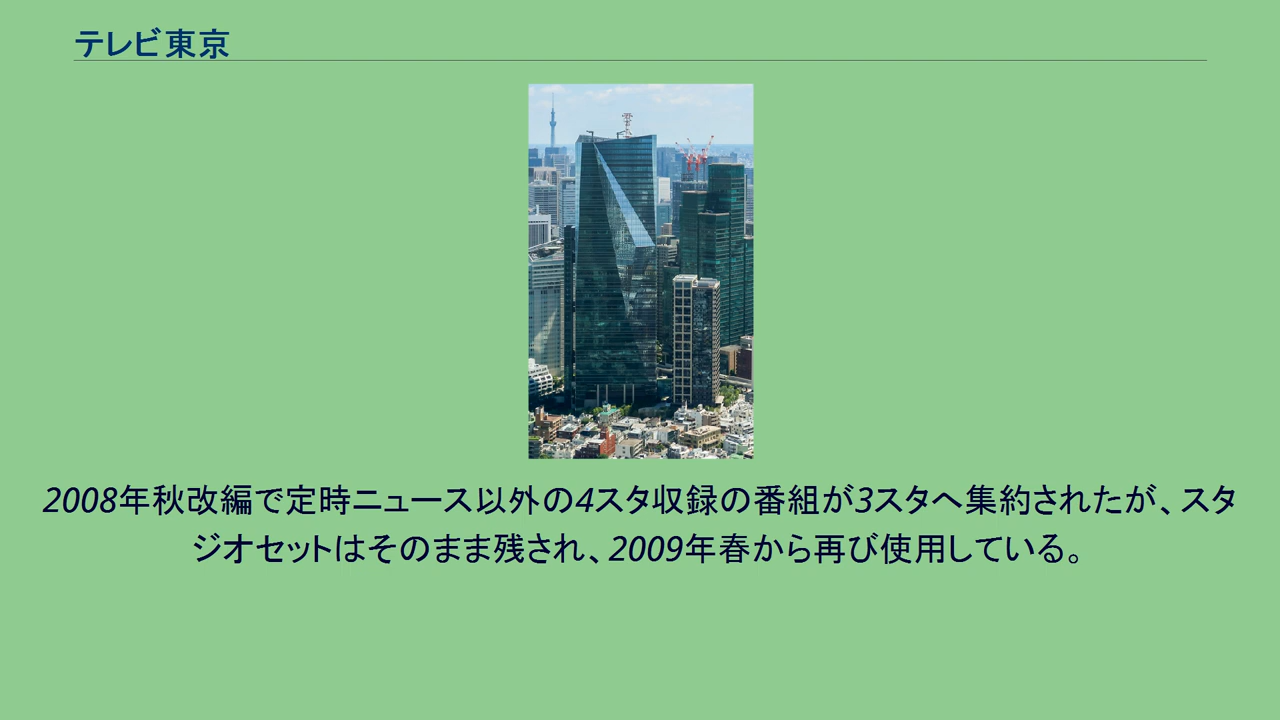 テレビ東京
2008年秋改編で定時ニュース以外の4スタ収録の番組が3スタへ集約されたが、スタ
ジオセットはそのまま残され、2009年春から再び使用している。